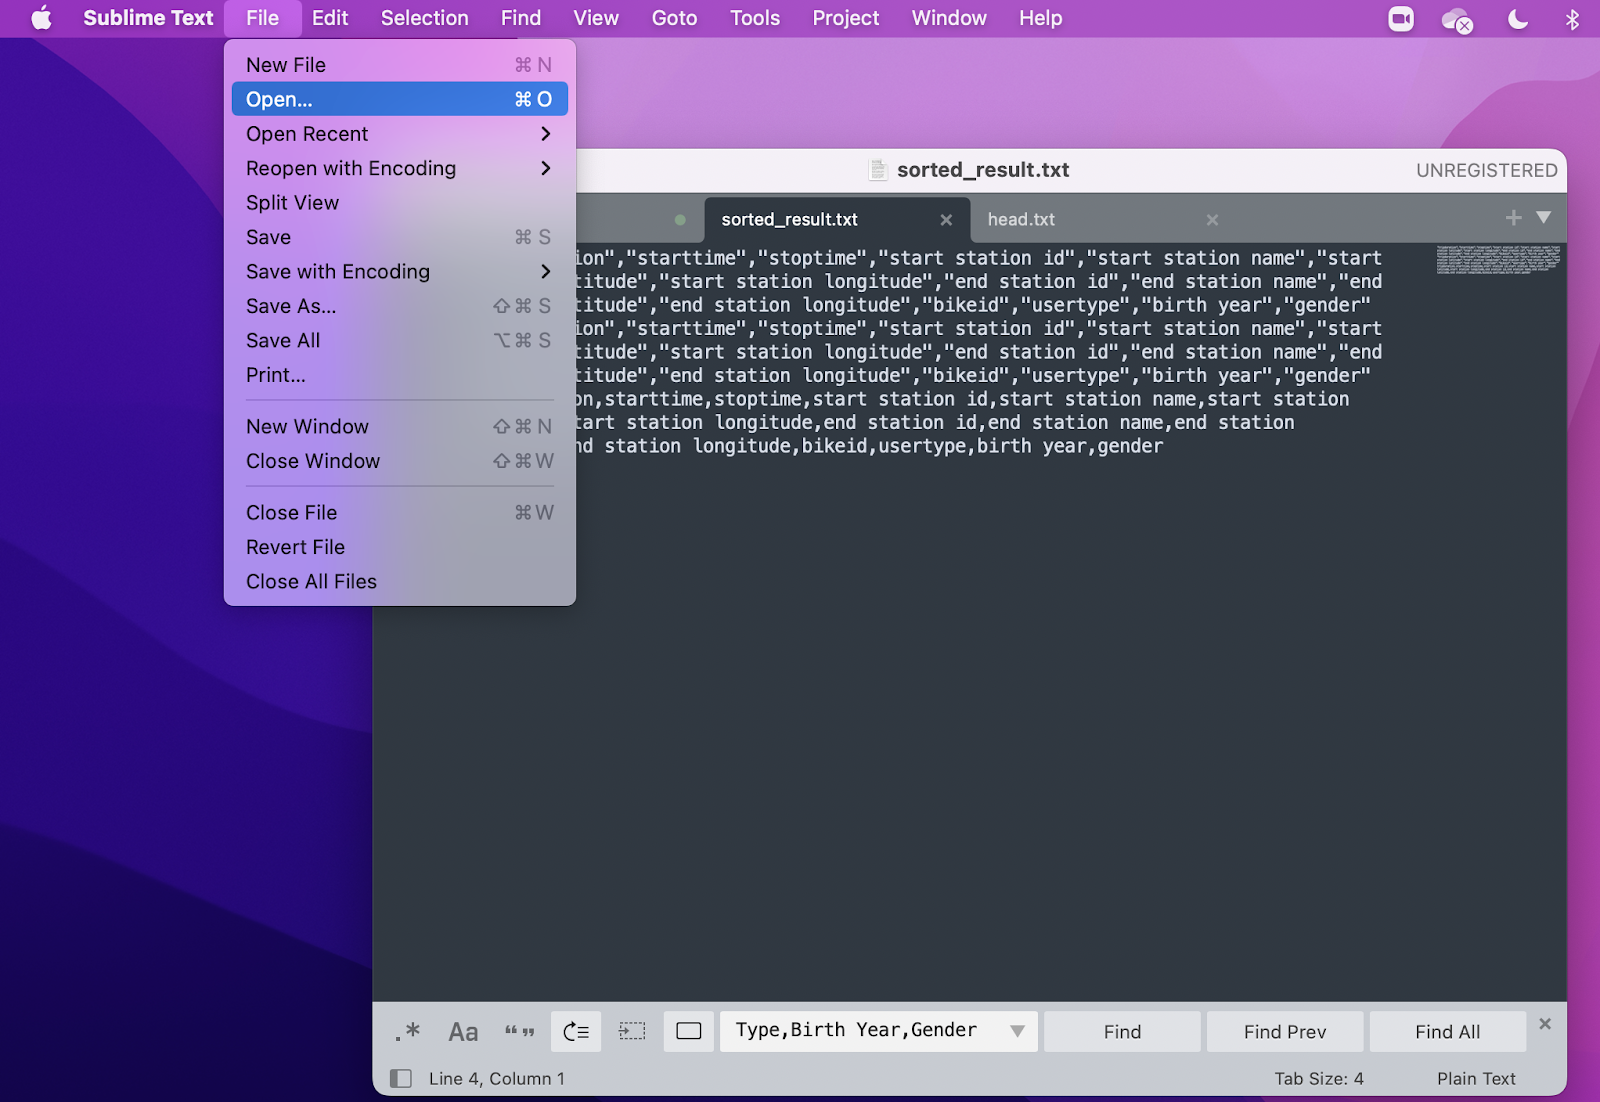 Sublime Text File Edit Selection Find View Goto Tools Project Window Help
New File ⌘ N
Open... ⌘ O
Open Recent
Reopen with Encoding
Split View
Save ⌘ S
Save with Encoding
Save As... ⇧ ⌘ S
Save All ⌥ ⌘ S
Print...
New Window ⇧ ⌘ N
Close Window ⇧ ⌘ W
Close File ⌘ W
Revert File
Close All Files
sorted_result.txt UNREGISTERED
sorted_result.txt × head.txt ×
ion","starttime","stoptime","start station id","start station name","start
titude","start station longitude","end station id","end station name","end
titude","end station longitude","bikeid","usertype","birth year","gender"
ion","starttime","stoptime","start station id","start station name","start
titude","start station longitude","end station id","end station name","end
titude","end station longitude","bikeid","usertype","birth year","gender"
on,starttime,stoptime,start station id,start station name,start station
tart station longitude,end station id,end station name,end station
nd station longitude,bikeid,usertype,birth year,gender
.* Aa “ ” Type,Birth Year,Gender Find Find Prev Find All ×
Line 4, Column 1 Tab Size: 4 Plain Text